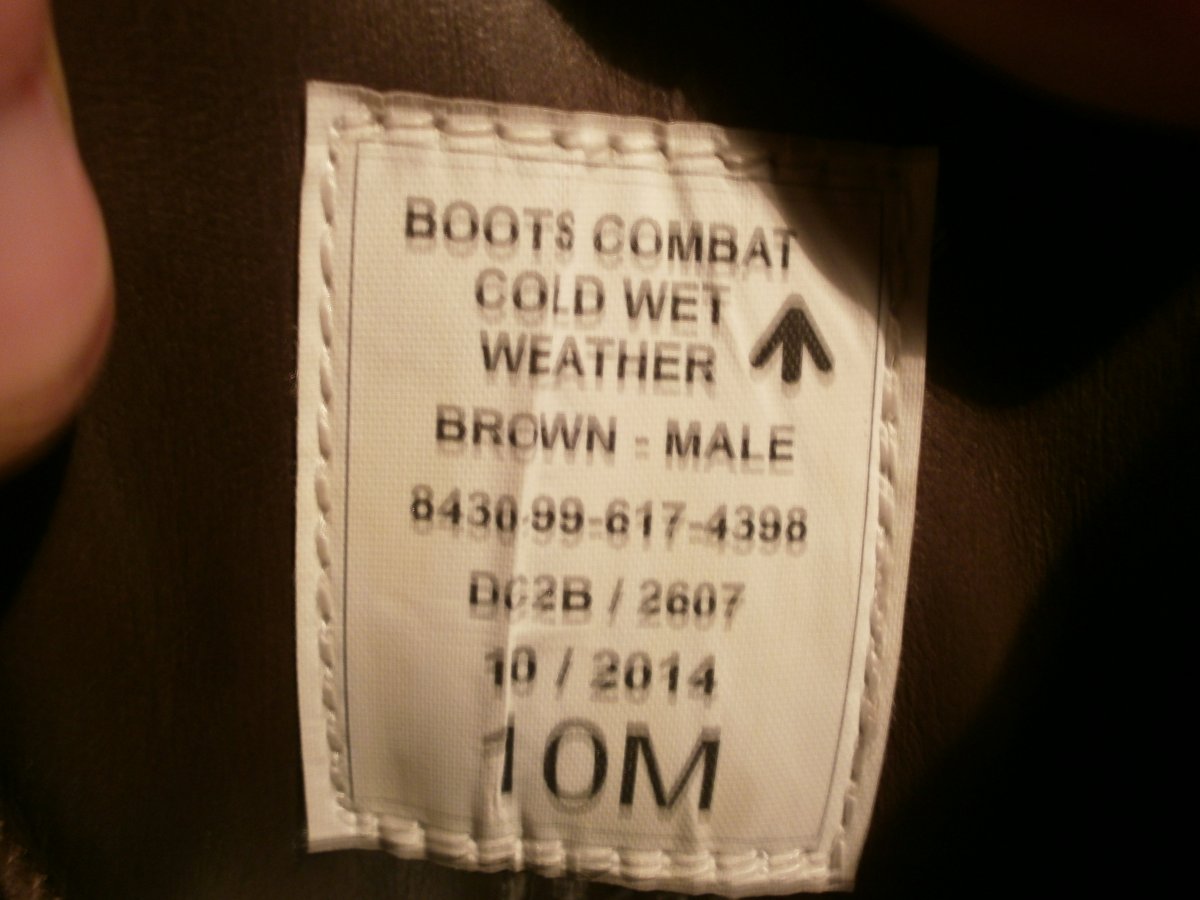 BOOTS COMBAT
COLD WET
WEATHER
BROWN - MALE
8430-99-617-4398
DC2B / 2607
10 / 2014
10M